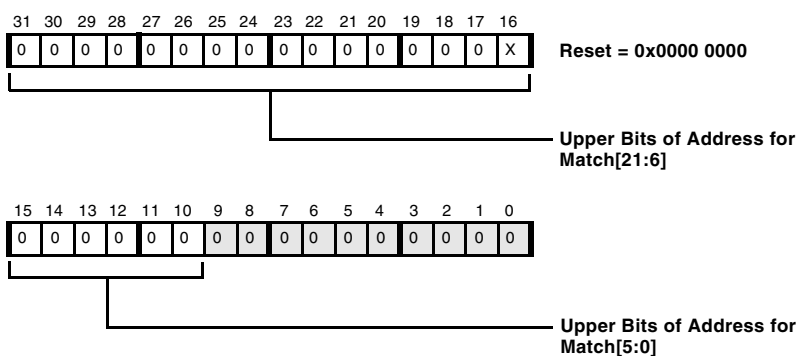 31 30 29 28 27 26 25 24 23 22 21 20 19 18 17 16
0 0 0 0 0 0 0 0 0 0 0 0 0 0 0 X Reset = 0x0000 0000
Upper Bits of Address for
Match[21:6]
15 14 13 12 11 10 9 8 7 6 5 4 3 2 1 0
0 0 0 0 0 0 0 0 0 0 0 0 0 0 0 0
Upper Bits of Address for
Match[5:0]